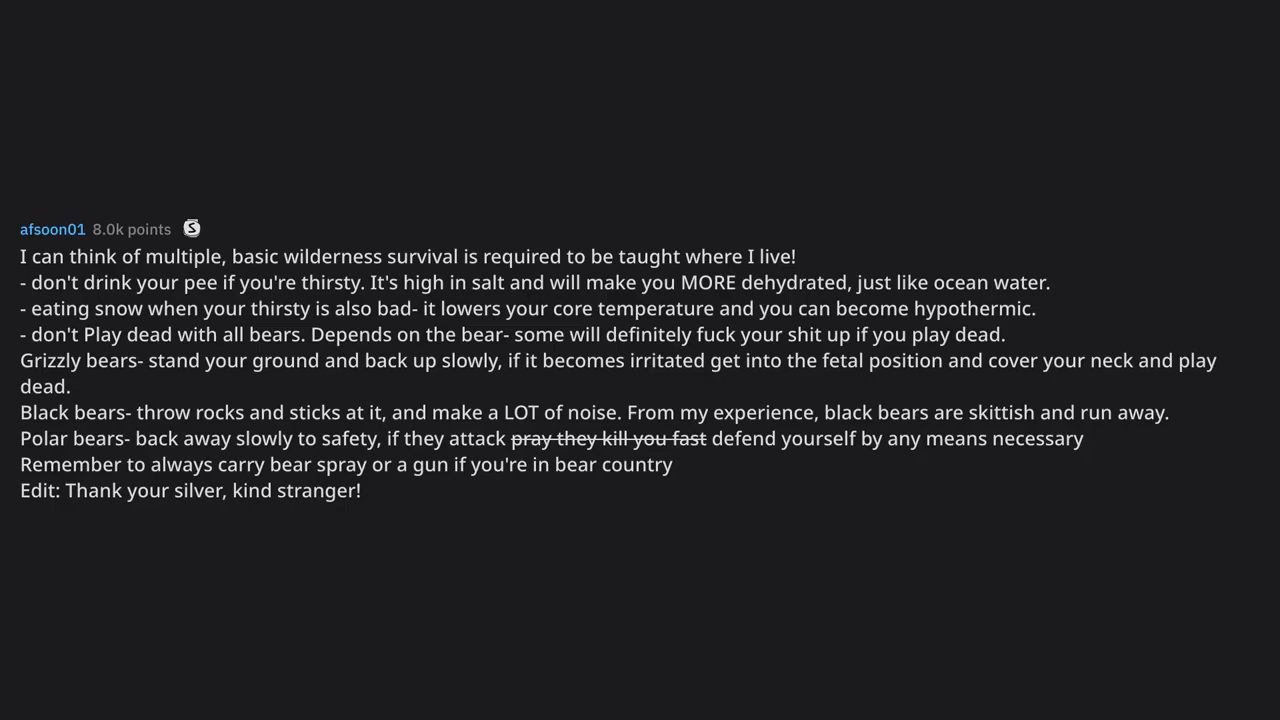 afsoon01 8.0k points S
I can think of multiple, basic wilderness survival is required to be taught where I live!
- don't drink your pee if you're thirsty. It's high in salt and will make you MORE dehydrated, just like ocean water.
- eating snow when your thirsty is also bad- it lowers your core temperature and you can become hypothermic.
- don't Play dead with all bears. Depends on the bear- some will definitely fuck your shit up if you play dead.
Grizzly bears- stand your ground and back up slowly, if it becomes irritated get into the fetal position and cover your neck and play
dead.
Black bears- throw rocks and sticks at it, and make a LOT of noise. From my experience, black bears are skittish and run away.
Polar bears- back away slowly to safety, if they attack pray they kill you fast defend yourself by any means necessary
Remember to always carry bear spray or a gun if you're in bear country
Edit: Thank your silver, kind stranger!